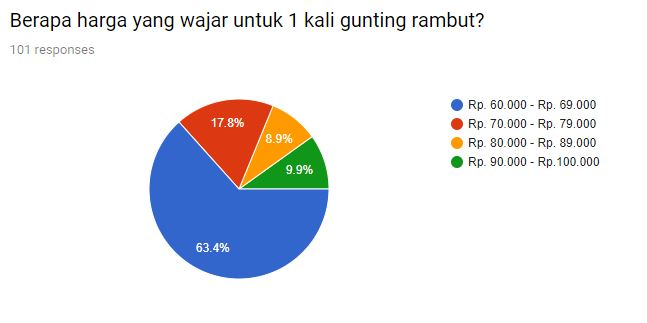 Berapa harga yang wajar untuk 1 kali gunting rambut?
101 responses
17.8%
8.9%
9.9%
63.4%
Rp. 60.000 - Rp. 69.000
Rp. 70.000 - Rp. 79.000
Rp. 80.000 - Rp. 89.000
Rp. 90.000 - Rp.100.000